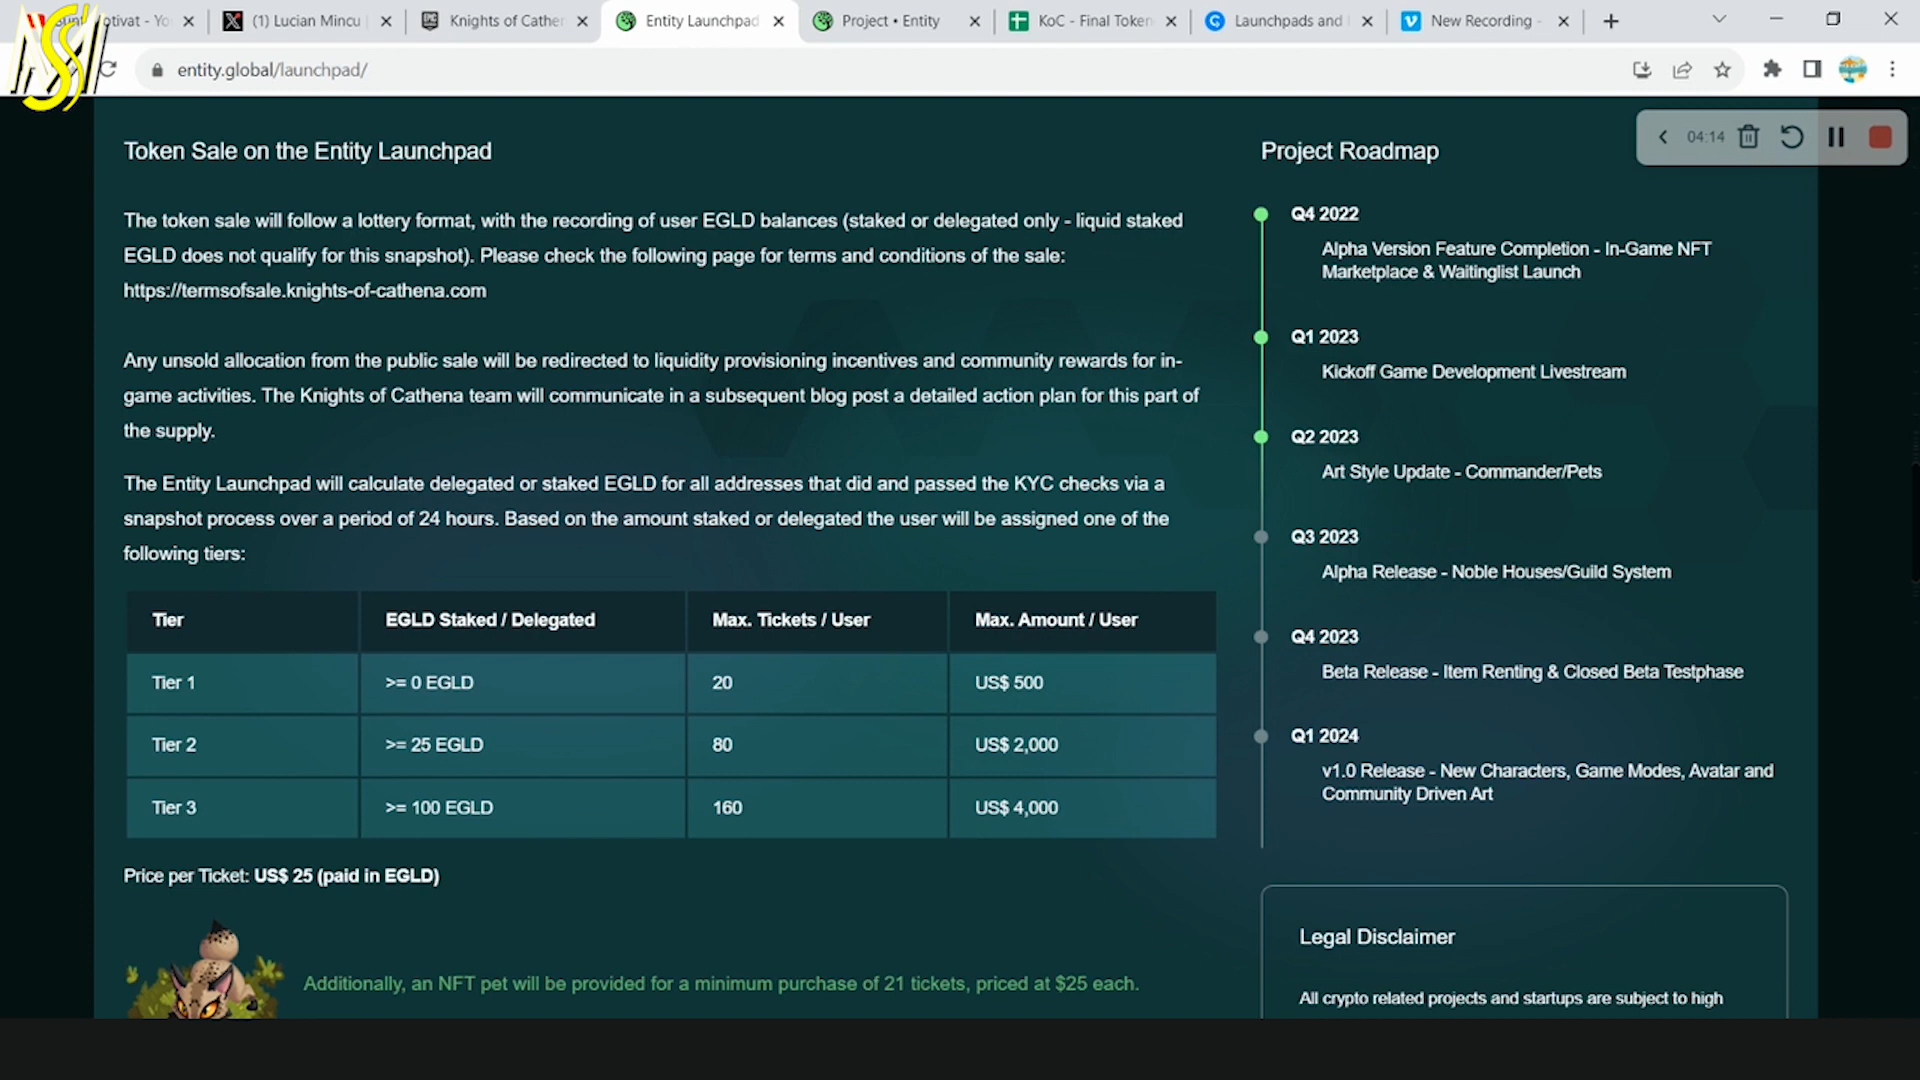 otivat - Yo
(1) Lucian Mincu
Knights of Cather
Entity Launchpad
Project • Entity
KoC - Final Token
Launchpads and
New Recording -
entity.global/launchpad/
04:14
Token Sale on the Entity Launchpad
The token sale will follow a lottery format, with the recording of user EGLD balances (staked or delegated only - liquid staked
EGLD does not qualify for this snapshot). Please check the following page for terms and conditions of the sale:
https://termsofsale.knights-of-cathena.com
Any unsold allocation from the public sale will be redirected to liquidity provisioning incentives and community rewards for in-
game activities. The Knights of Cathena team will communicate in a subsequent blog post a detailed action plan for this part of
the supply.
The Entity Launchpad will calculate delegated or staked EGLD for all addresses that did and passed the KYC checks via a
snapshot process over a period of 24 hours. Based on the amount staked or delegated the user will be assigned one of the
following tiers:
Tier EGLD Staked / Delegated Max. Tickets / User Max. Amount / User
Tier 1 >= 0 EGLD 20 US$ 500
Tier 2 >= 25 EGLD 80 US$ 2,000
Tier 3 >= 100 EGLD 160 US$ 4,000
Price per Ticket: US$ 25 (paid in EGLD)
Additionally, an NFT pet will be provided for a minimum purchase of 21 tickets, priced at $25 each.
Project Roadmap
Q4 2022
Alpha Version Feature Completion - In-Game NFT
Marketplace & Waitinglist Launch
Q1 2023
Kickoff Game Development Livestream
Q2 2023
Art Style Update - Commander/Pets
Q3 2023
Alpha Release - Noble Houses/Guild System
Q4 2023
Beta Release - Item Renting & Closed Beta Testphase
Q1 2024
v1.0 Release - New Characters, Game Modes, Avatar and
Community Driven Art
Legal Disclaimer
All crypto related projects and startups are subject to high